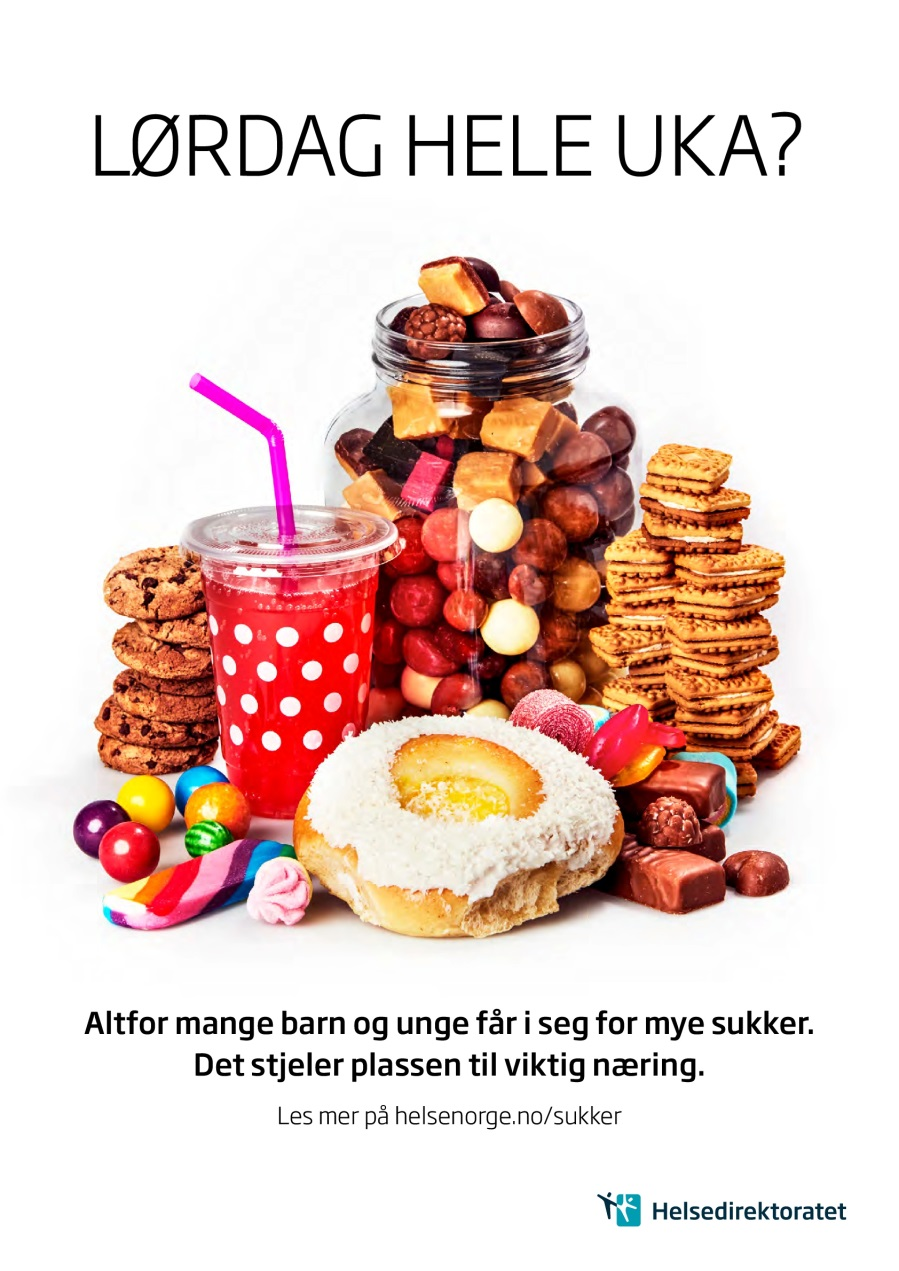 LØRDAG HELE UKA?
Altfor mange barn og unge får i seg for mye sukker.
Det stjeler plassen til viktig næring.
Les mer på helsenorge.no/sukker
Helsedirektoratet